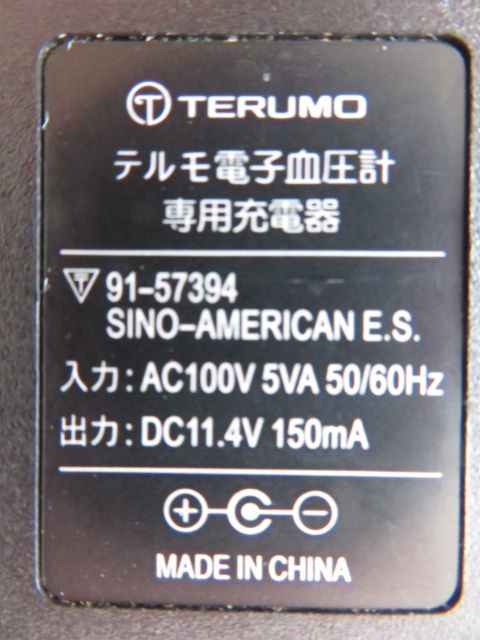 TERUMO
テルモ電子血圧計
専用充電器
91-57394
SINO-AMERICAN E.S.
入力:AC100V 5VA 50/60Hz
出力:DC11.4V 150mA
MADE IN CHINA